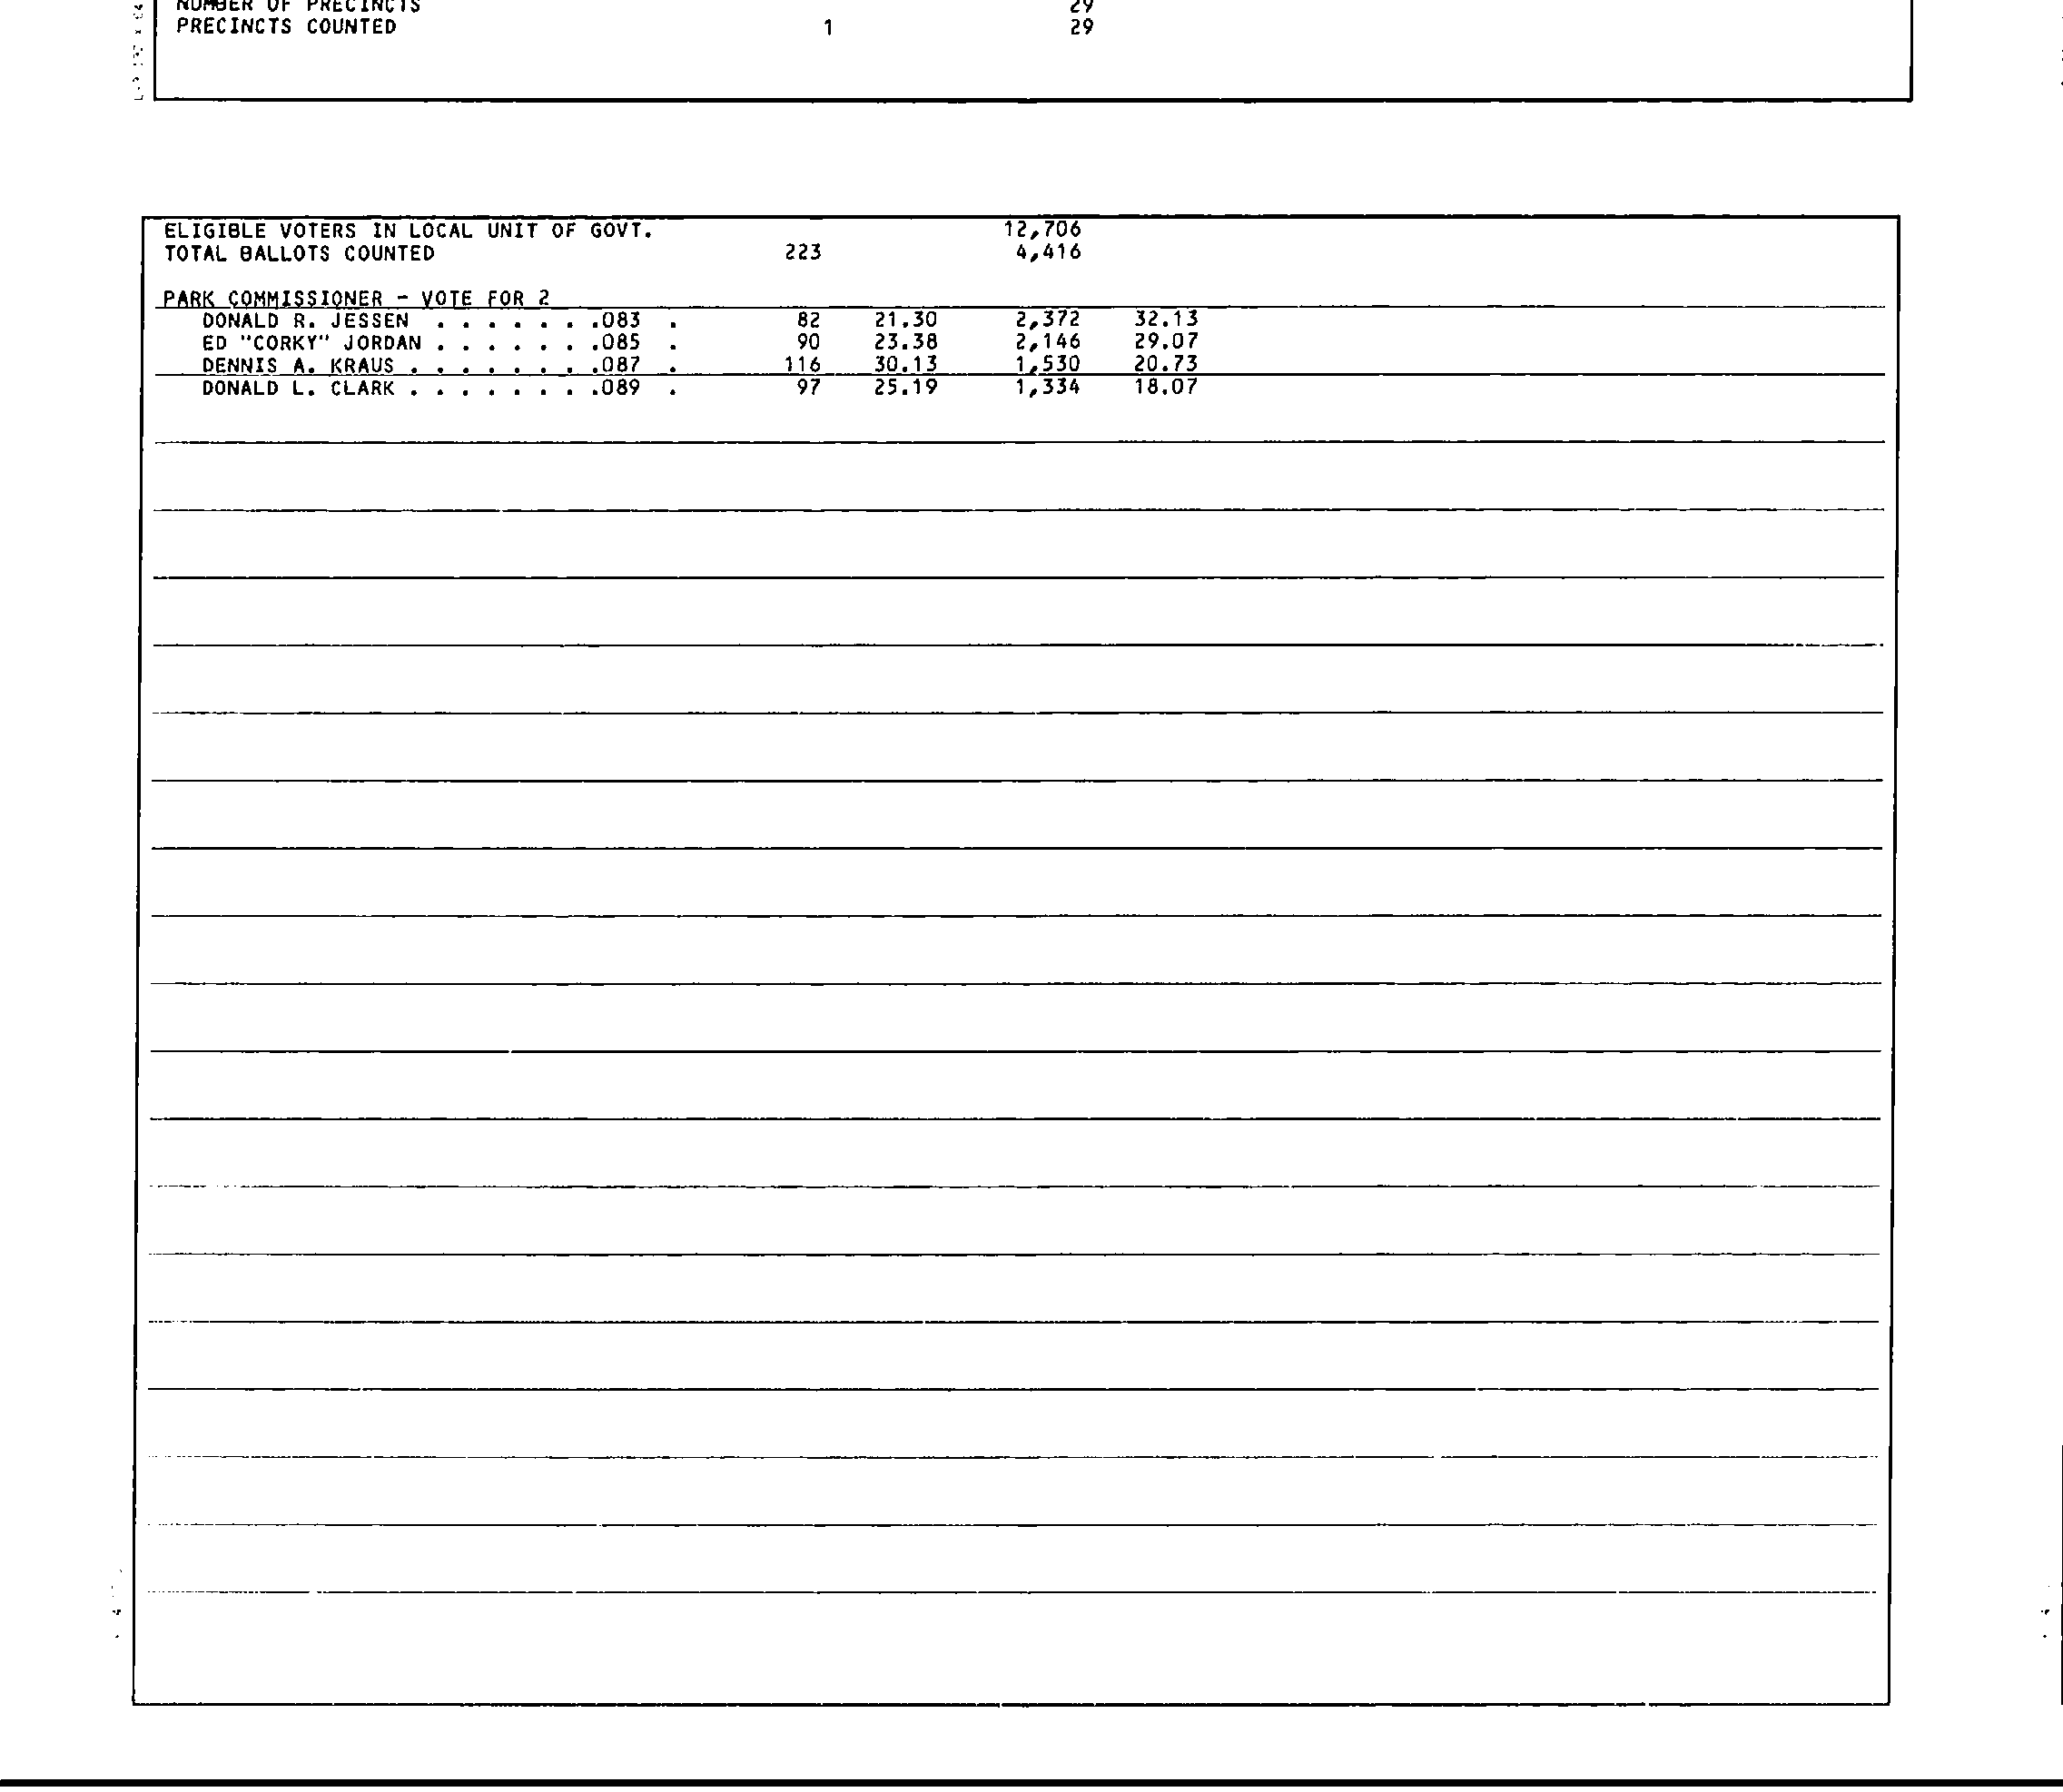 NUMBER OF PRECINCTS 29
PRECINCTS COUNTED 1 29
ELIGIBLE VOTERS IN LOCAL UNIT OF GOVT. 12,706
TOTAL BALLOTS COUNTED 223 4,416
PARK COMMISSIONER - VOTE FOR 2
DONALD R. JESSEN . . . . . . .083 . 82 21.30 2,372 32.13
ED "CORKY" JORDAN . . . . . . .085 . 90 23.38 2,146 29.07
DENNIS A. KRAUS . . . . . . . .087 . 116 30.13 1,530 20.73
DONALD L. CLARK . . . . . . . .089 . 97 25.19 1,334 18.07